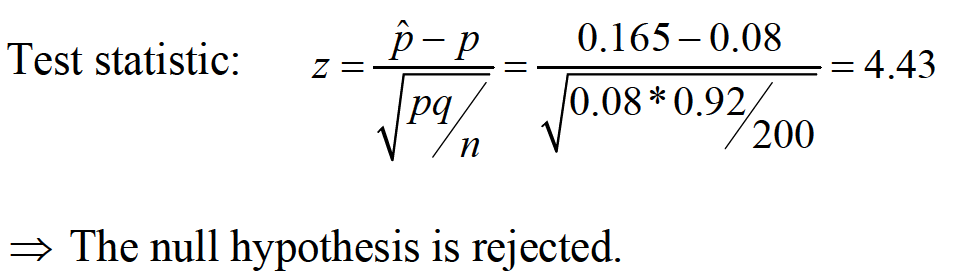 Test statistic: z = (p̂ − p) / √(pq/n) = (0.165 − 0.08) / √(0.08 * 0.92/200) = 4.43
⇒ The null hypothesis is rejected.